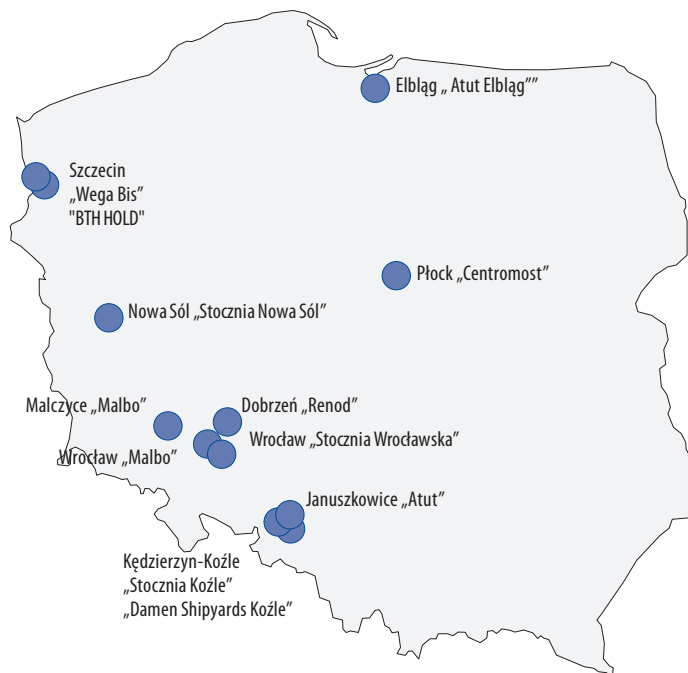 Elbląg „ Atut Elbląg””
Szczecin
„Wega Bis”
"BTH HOLD"
Płock „Centromost”
Nowa Sól „Stocznia Nowa Sól”
Malczyce „Malbo”
Dobrzeń „Renod”
Wrocław „Stocznia Wrocławska”
Wrocław „Malbo”
Januszkowice „Atut”
Kędzierzyn-Koźle
„Stocznia Koźle”
„Damen Shipyards Koźle”